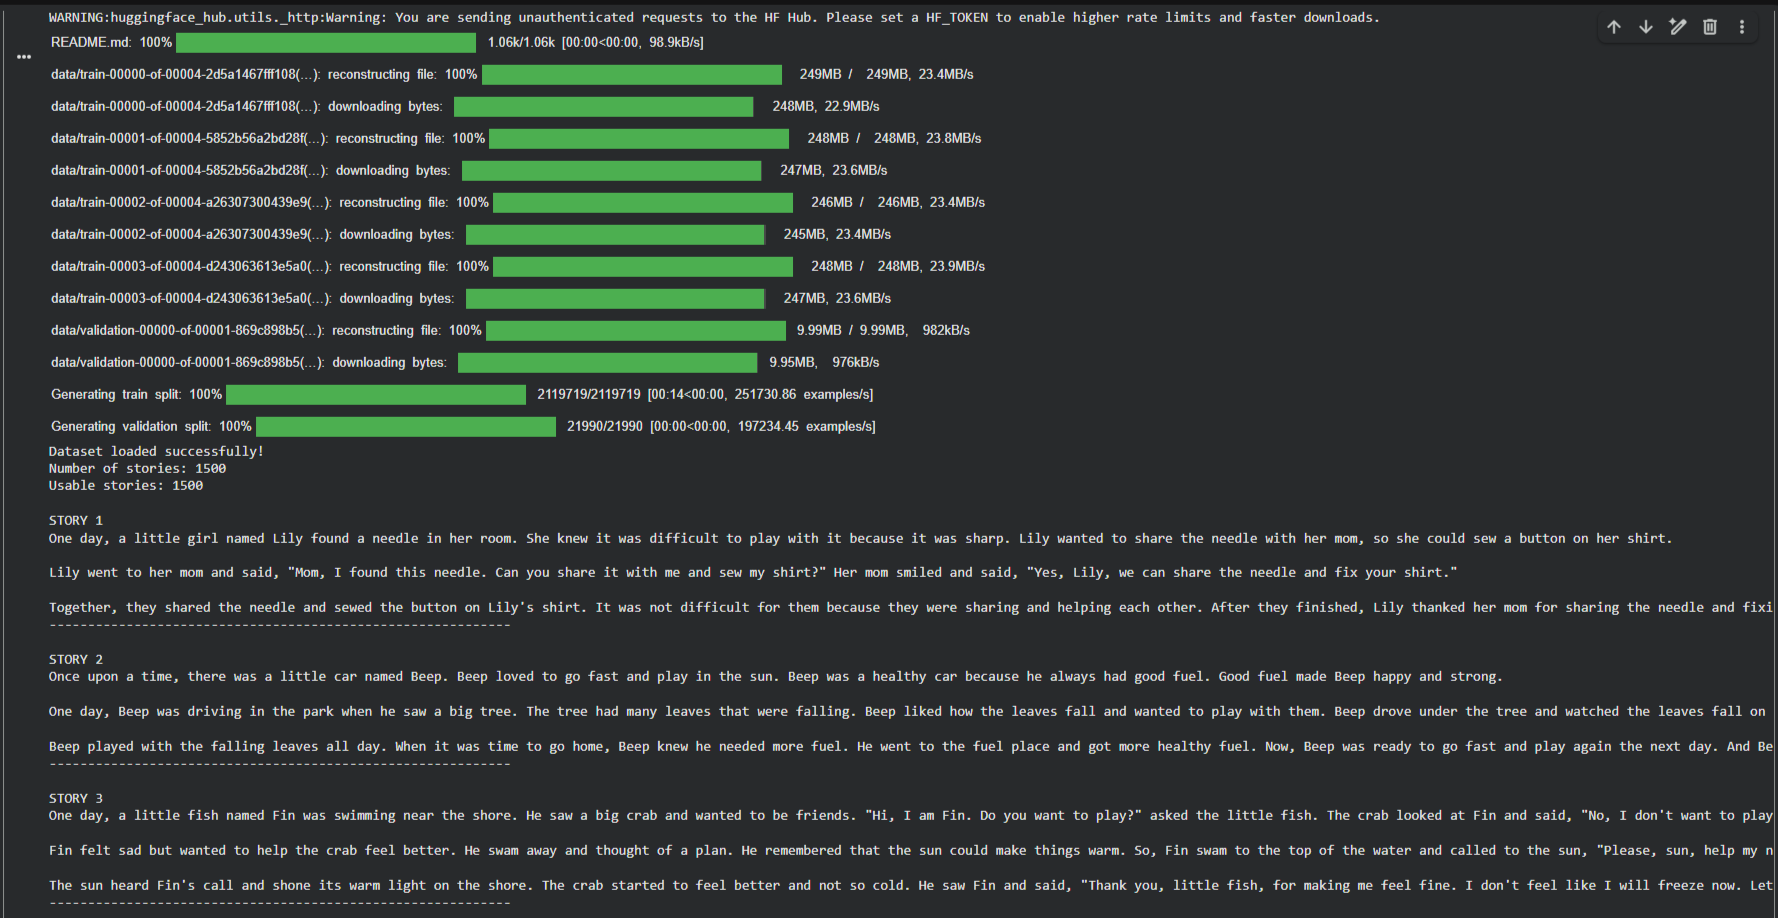 WARNING:huggingface_hub.utils._http:Warning: You are sending unauthenticated requests to the HF Hub. Please set a HF_TOKEN to enable higher rate limits and faster downloads.
README.md: 100% 1.06k/1.06k [00:00<00:00, 98.9kB/s]
data/train-00000-of-00004-2d5a1467fff108(…): reconstructing file: 100% 249MB / 249MB, 23.4MB/s
data/train-00000-of-00004-2d5a1467fff108(…): downloading bytes: 248MB, 22.9MB/s
data/train-00001-of-00004-5852b56a2bd28f(…): reconstructing file: 100% 248MB / 248MB, 23.8MB/s
data/train-00001-of-00004-5852b56a2bd28f(…): downloading bytes: 247MB, 23.6MB/s
data/train-00002-of-00004-a26307300439e9(…): reconstructing file: 100% 246MB / 246MB, 23.4MB/s
data/train-00002-of-00004-a26307300439e9(…): downloading bytes: 245MB, 23.4MB/s
data/train-00003-of-00004-d243063613e5a0(…): reconstructing file: 100% 248MB / 248MB, 23.9MB/s
data/train-00003-of-00004-d243063613e5a0(…): downloading bytes: 247MB, 23.6MB/s
data/validation-00000-of-00001-869c898b5(…): reconstructing file: 100% 9.99MB / 9.99MB, 982kB/s
data/validation-00000-of-00001-869c898b5(…): downloading bytes: 9.95MB, 976kB/s
Generating train split: 100% 2119719/2119719 [00:14<00:00, 251730.86 examples/s]
Generating validation split: 100% 21990/21990 [00:00<00:00, 197234.45 examples/s]
Dataset loaded successfully!
Number of stories: 1500
Usable stories: 1500
STORY 1
One day, a little girl named Lily found a needle in her room. She knew it was difficult to play with it because it was sharp. Lily wanted to share the needle with her mom, so she could sew a button on her shirt.
Lily went to her mom and said, "Mom, I found this needle. Can you share it with me and sew my shirt?" Her mom smiled and said, "Yes, Lily, we can share the needle and fix your shirt."
Together, they shared the needle and sewed the button on Lily's shirt. It was not difficult for them because they were sharing and helping each other. After they finished, Lily thanked her mom for sharing the needle and fixi
------------------------------------------------------------
STORY 2
Once upon a time, there was a little car named Beep. Beep loved to go fast and play in the sun. Beep was a healthy car because he always had good fuel. Good fuel made Beep happy and strong.
One day, Beep was driving in the park when he saw a big tree. The tree had many leaves that were falling. Beep liked how the leaves fall and wanted to play with them. Beep drove under the tree and watched the leaves fall on
Beep played with the falling leaves all day. When it was time to go home, Beep knew he needed more fuel. He went to the fuel place and got more healthy fuel. Now, Beep was ready to go fast and play again the next day. And Be
------------------------------------------------------------
STORY 3
One day, a little fish named Fin was swimming near the shore. He saw a big crab and wanted to be friends. "Hi, I am Fin. Do you want to play?" asked the little fish. The crab looked at Fin and said, "No, I don't want to play
Fin felt sad but wanted to help the crab feel better. He swam away and thought of a plan. He remembered that the sun could make things warm. So, Fin swam to the top of the water and called to the sun, "Please, sun, help my n
The sun heard Fin's call and shone its warm light on the shore. The crab started to feel better and not so cold. He saw Fin and said, "Thank you, little fish, for making me feel fine. I don't feel like I will freeze now. Let
------------------------------------------------------------